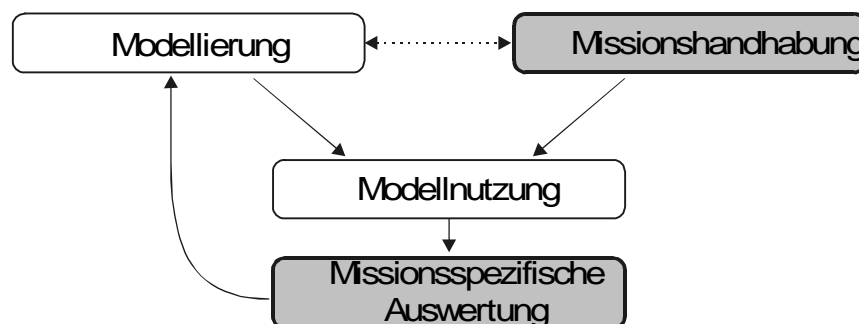 Modellierung
Missionshandhabung
Modellnutzung
Missionsspezifische
Auswertung